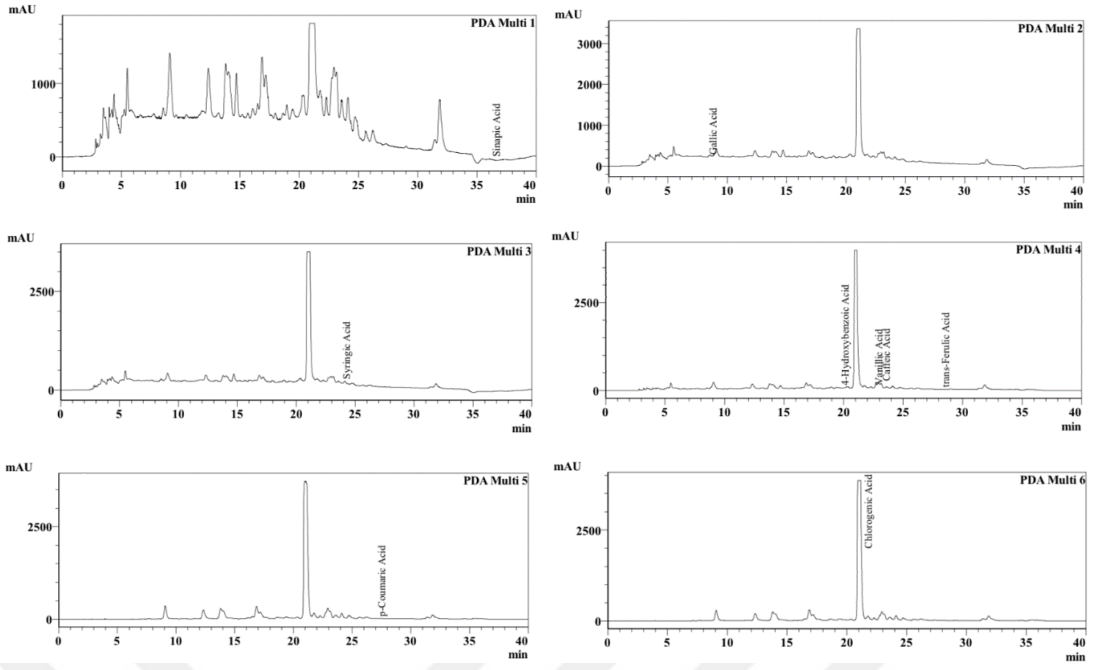 mAU
PDA Multi 1
1000
0
Sinapic Acid
0 5 10 15 20 25 30 35 40
min
mAU
PDA Multi 2
3000
2000
1000
0
Gallic Acid
0 5 10 15 20 25 30 35 40
min
mAU
PDA Multi 3
2500
0
Syringic Acid
0 5 10 15 20 25 30 35 40
min
mAU
PDA Multi 4
2500
0
4-Hydroxybenzoic Acid
Vanillic Acid
Caffeic Acid
trans-Ferulic Acid
5 10 15 20 25 30 35 40
min
mAU
PDA Multi 5
2500
0
p-Coumaric Acid
0 5 10 15 20 25 30 35 40
min
mAU
PDA Multi 6
2500
0
Chlorogenic Acid
0 5 10 15 20 25 30 35 40
min